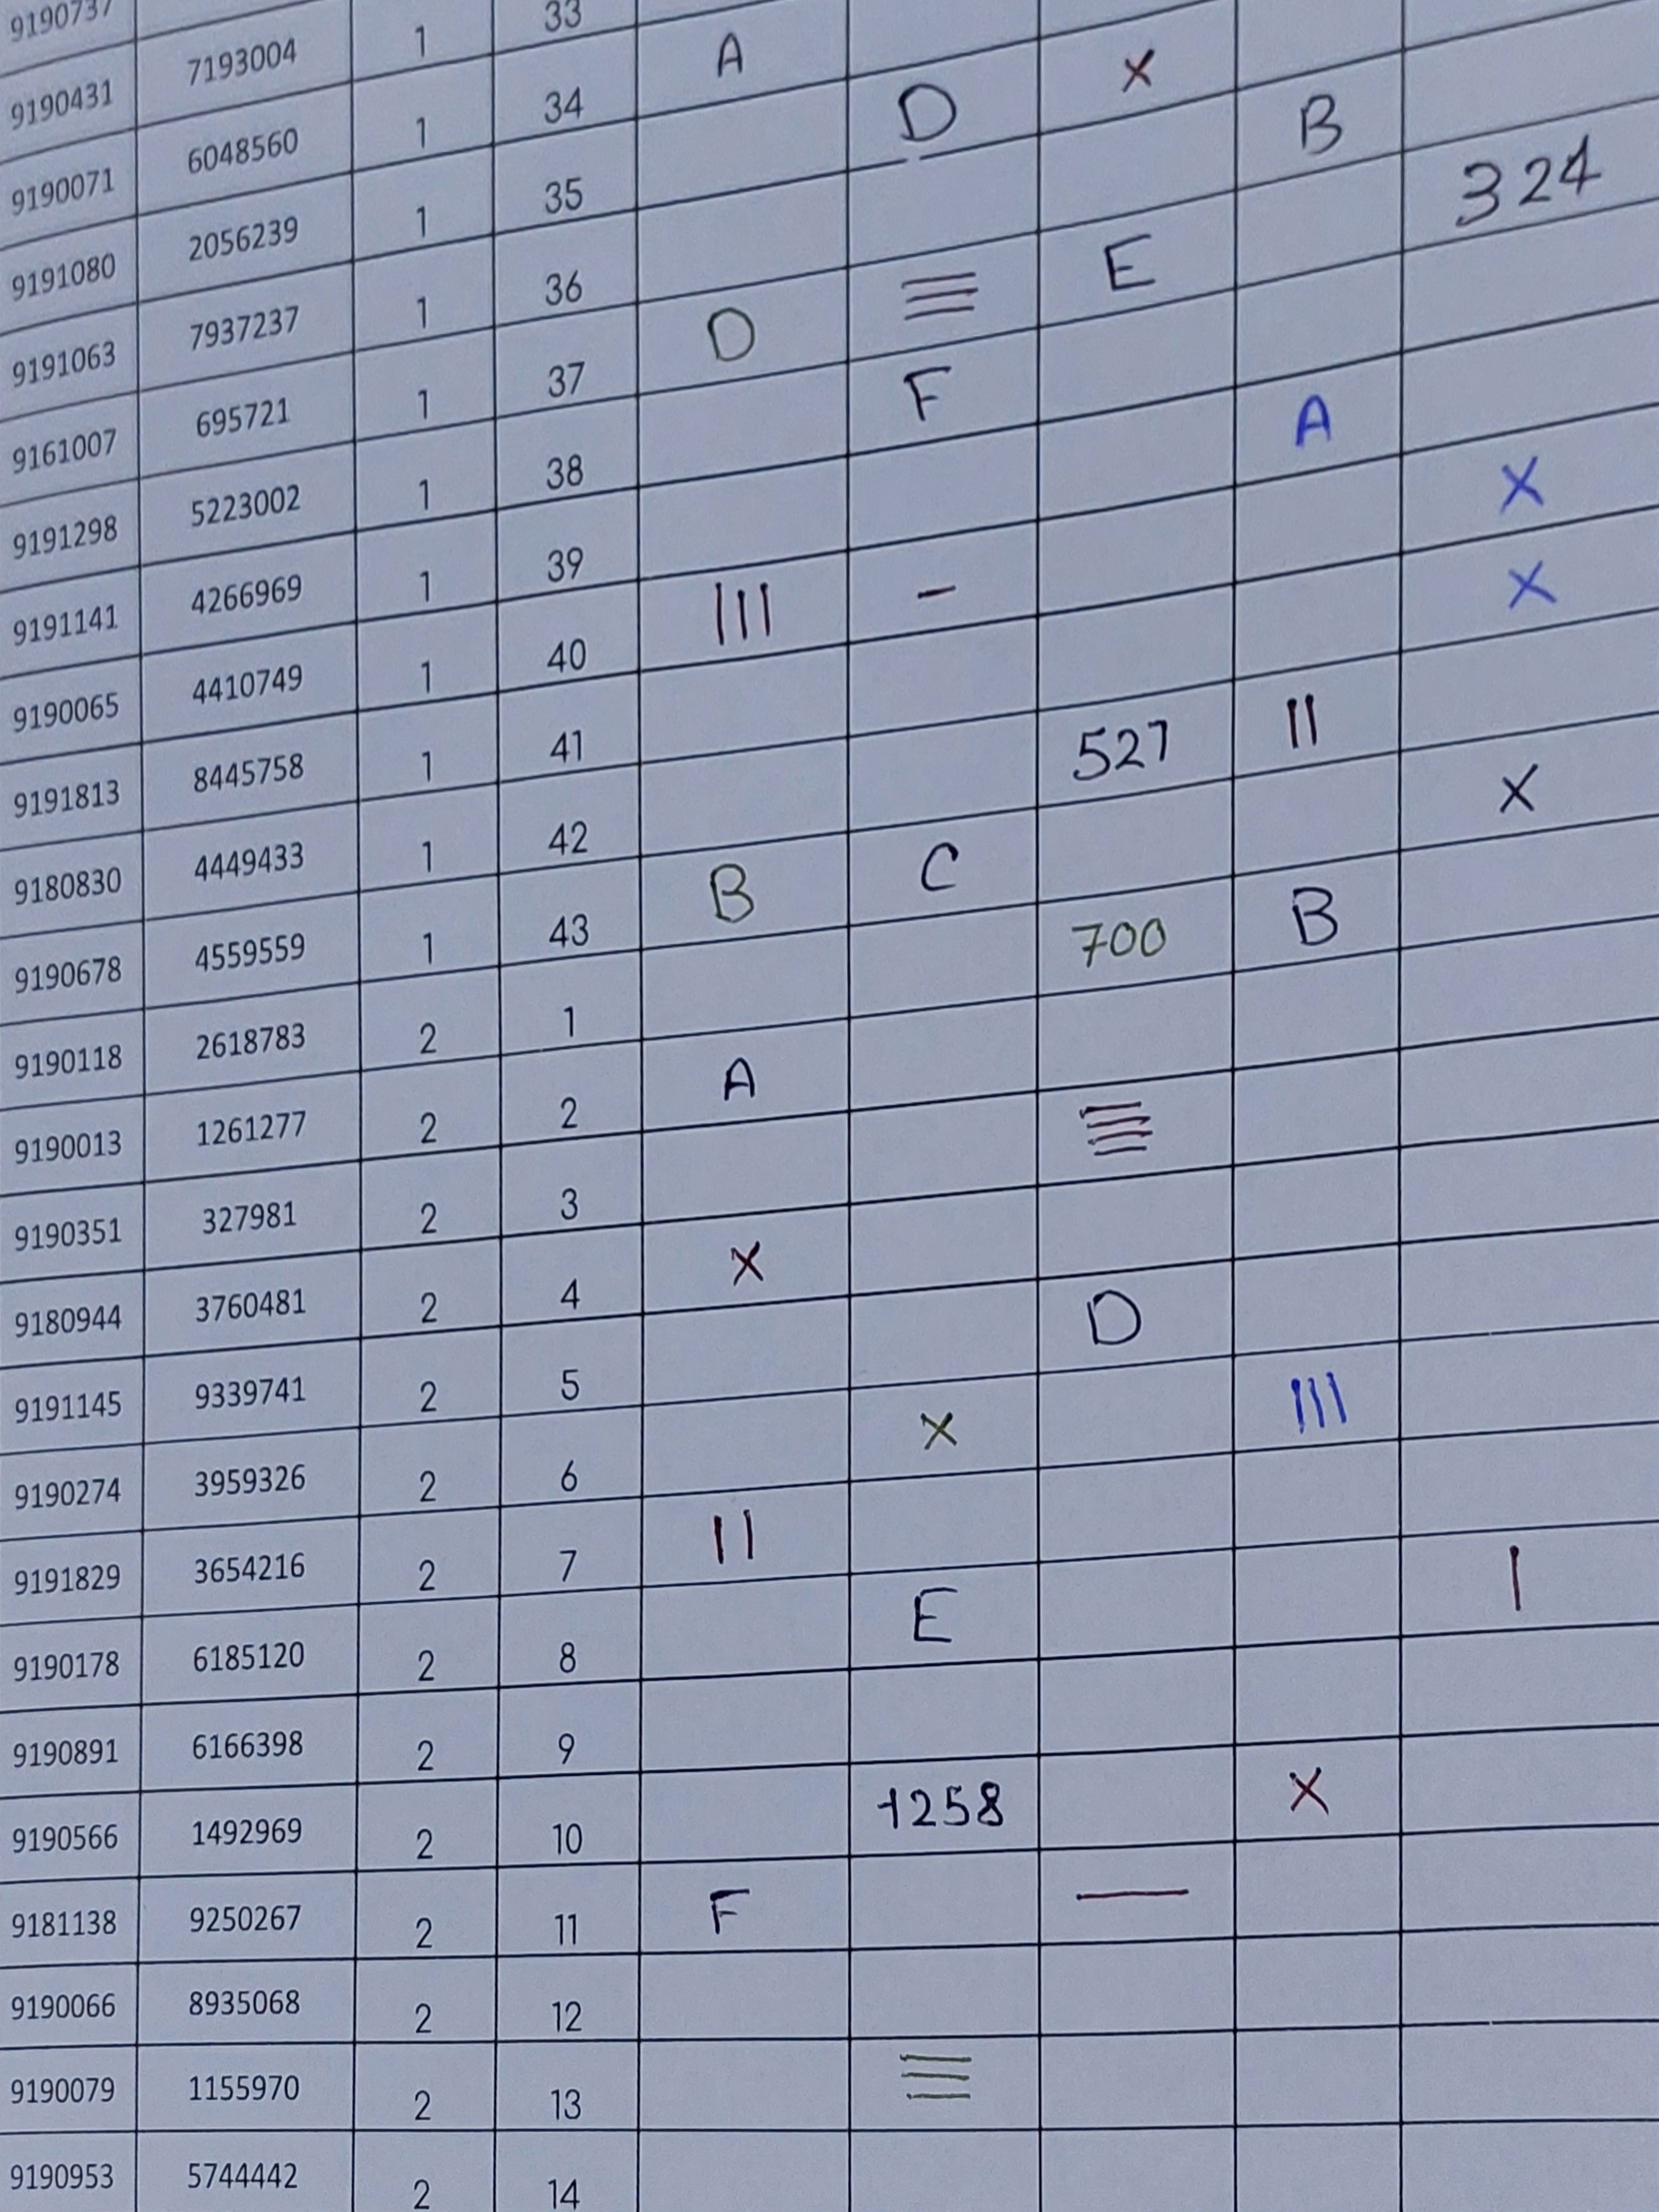 9190737
9190431 7193004 1 33
9190071 6048560 1 34 A
9191080 2056239 1 35 D X
9191063 7937237 1 36 B
9161007 695721 1 37 D ☰ E 324
9191298 5223002 1 38 F
9191141 4266969 1 39 A
9190065 4410749 1 40 ||| – X
9191813 8445758 1 41 X
9180830 4449433 1 42 527 ||
9190678 4559559 1 43 B C X
9190118 2618783 2 1 700 B
9190013 1261277 2 2 A
9190351 327981 2 3 ☰
9180944 3760481 2 4 X
9191145 9339741 2 5 D
9190274 3959326 2 6 X |||
9191829 3654216 2 7 ||
9190178 6185120 2 8 E |
9190891 6166398 2 9
9190566 1492969 2 10 1258 X
9181138 9250267 2 11 F —
9190066 8935068 2 12
9190079 1155970 2 13 ☰
9190953 5744442 2 14